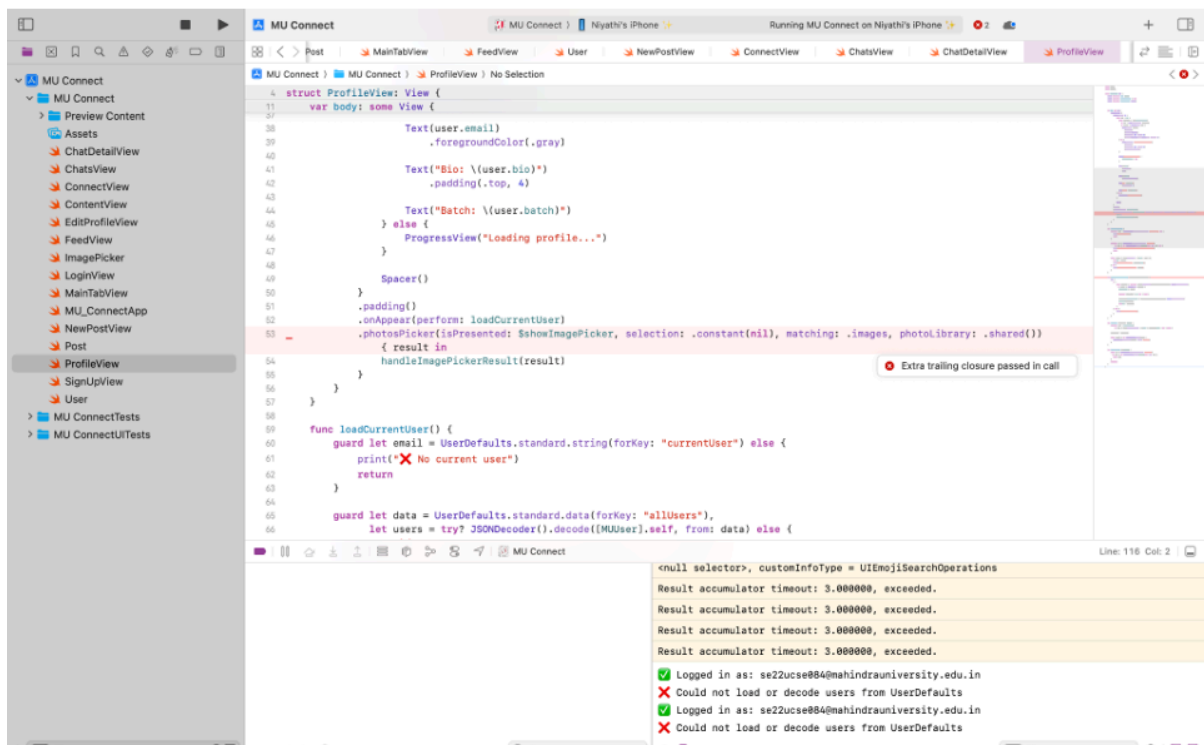 MU Connect
MU Connect 〉 Niyathi's iPhone
Running MU Connect on Niyathi's iPhone
2
Post
MainTabView
FeedView
User
NewPostView
ConnectView
ChatsView
ChatDetailView
ProfileView
MU Connect 〉 MU Connect 〉 ProfileView 〉 No Selection
MU Connect
MU Connect
Preview Content
Assets
ChatDetailView
ChatsView
ConnectView
ContentView
EditProfileView
FeedView
ImagePicker
LoginView
MainTabView
MU_ConnectApp
NewPostView
Post
ProfileView
SignUpView
User
MU ConnectTests
MU ConnectUITests
4 struct ProfileView: View {
11 var body: some View {
37
38 Text(user.email)
39 .foregroundColor(.gray)
40
41 Text("Bio: \(user.bio)")
42 .padding(.top, 4)
43
44 Text("Batch: \(user.batch)")
45 } else {
46 ProgressView("Loading profile...")
47 }
48
49 Spacer()
50 }
51 .padding()
52 .onAppear(perform: loadCurrentUser)
53 .photosPicker(isPresented: $showImagePicker, selection: .constant(nil), matching: .images, photoLibrary: .shared())
{ result in
54 handleImagePickerResult(result)
55 }
56 }
57 }
58
59 func loadCurrentUser() {
60 guard let email = UserDefaults.standard.string(forKey: "currentUser") else {
61 print("❌ No current user")
62 return
63 }
64
65 guard let data = UserDefaults.standard.data(forKey: "allUsers"),
66 let users = try? JSONDecoder().decode([MUUser].self, from: data) else {
Extra trailing closure passed in call
MU Connect
Line: 116 Col: 2
<null selector>, customInfoType = UIEmojiSearchOperations
Result accumulator timeout: 3.000000, exceeded.
Result accumulator timeout: 3.000000, exceeded.
Result accumulator timeout: 3.000000, exceeded.
Result accumulator timeout: 3.000000, exceeded.
✅ Logged in as: se22ucse084@mahindrauniversity.edu.in
❌ Could not load or decode users from UserDefaults
✅ Logged in as: se22ucse084@mahindrauniversity.edu.in
❌ Could not load or decode users from UserDefaults